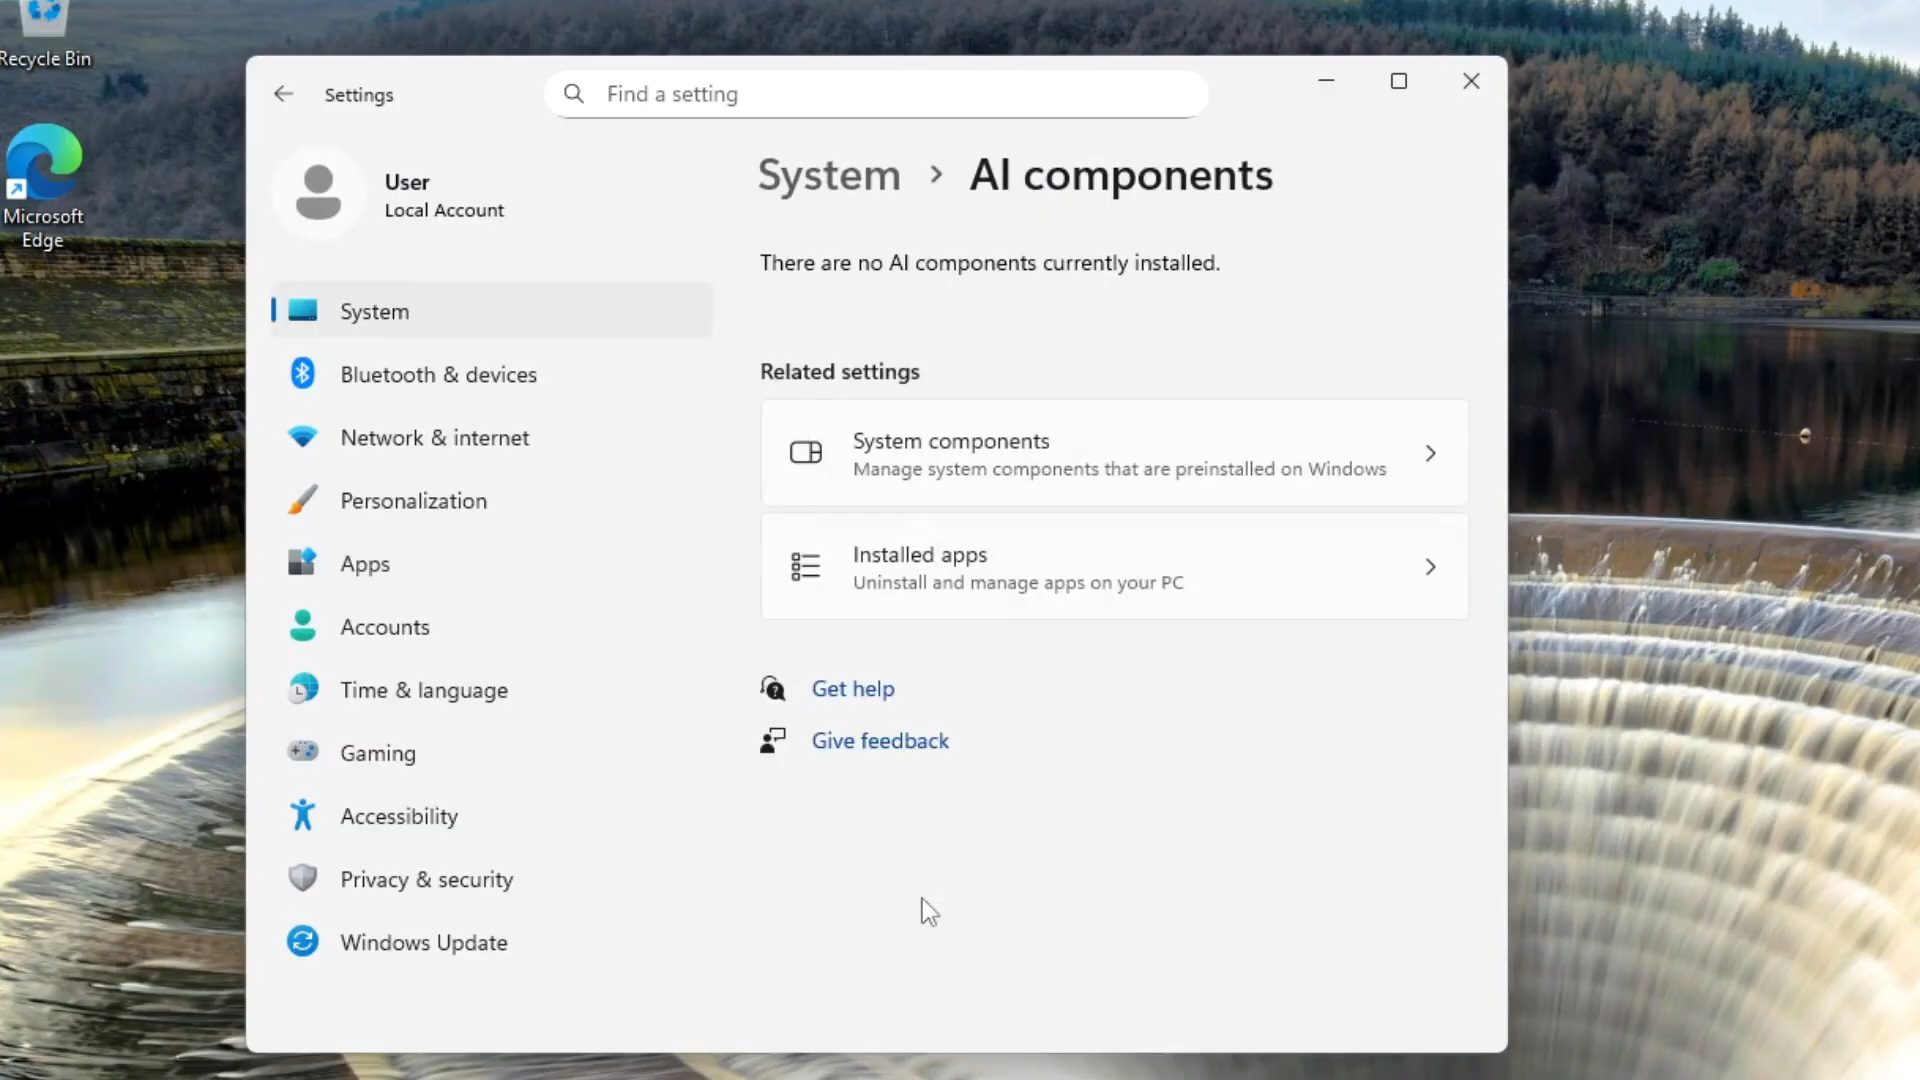 Recycle Bin
Microsoft
Edge
Settings
Find a setting
User
Local Account
System
Bluetooth & devices
Network & internet
Personalization
Apps
Accounts
Time & language
Gaming
Accessibility
Privacy & security
Windows Update
System > AI components
There are no AI components currently installed.
Related settings
System components
Manage system components that are preinstalled on Windows
Installed apps
Uninstall and manage apps on your PC
Get help
Give feedback